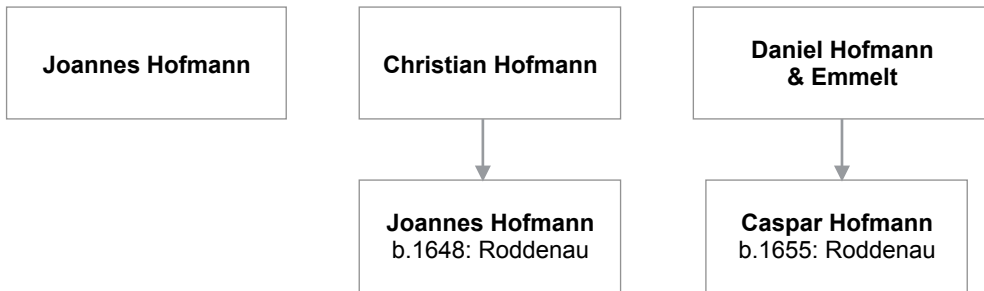 Joannes Hofmann
Christian Hofmann
Daniel Hofmann
& Emmelt
Joannes Hofmann
b.1648: Roddenau
Caspar Hofmann
b.1655: Roddenau